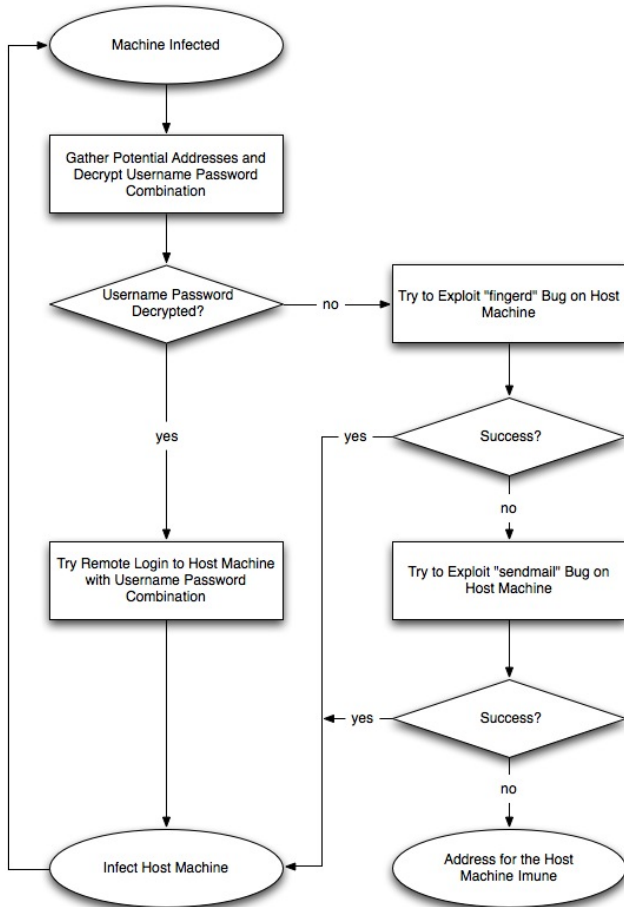 Machine Infected
Gather Potential Addresses and
Decrypt Username Password
Combination
Username Password
Decrypted?
no
Try to Exploit "fingerd" Bug on Host
Machine
yes
yes
Success?
no
Try Remote Login to Host Machine
with Username Password
Combination
Try to Exploit "sendmail" Bug on
Host Machine
yes
Success?
no
Infect Host Machine
Address for the Host
Machine Imune